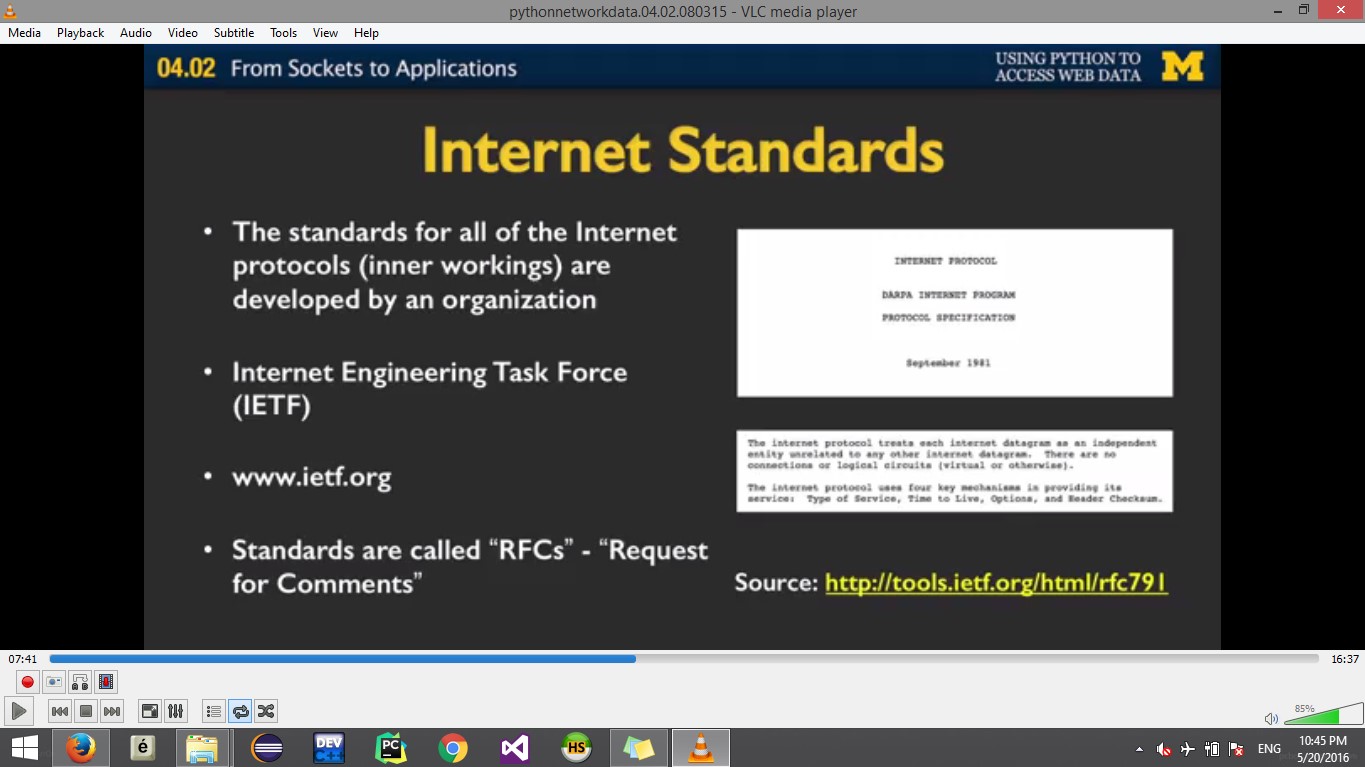 pythonnetworkdata.04.02.080315 - VLC media player
Media Playback Audio Video Subtitle Tools View Help
04.02 From Sockets to Applications
USING PYTHON TO
ACCESS WEB DATA
M
Internet Standards
• The standards for all of the Internet
protocols (inner workings) are
developed by an organization
• Internet Engineering Task Force
(IETF)
• www.ietf.org
• Standards are called “RFCs” - “Request
for Comments”
INTERNET PROTOCOL
DARPA INTERNET PROGRAM
PROTOCOL SPECIFICATION
September 1981
The internet protocol treats each internet datagram as an independent
entity unrelated to any other internet datagram. There are no
connections or logical circuits (virtual or otherwise).
The internet protocol uses four key mechanisms in providing its
service: Type of Service, Time to Live, Options, and Header Checksum.
Source: http://tools.ietf.org/html/rfc791
07:41
16:37
85%
é
DEV
C++
PC
HS
ENG
10:45 PM
5/20/2016